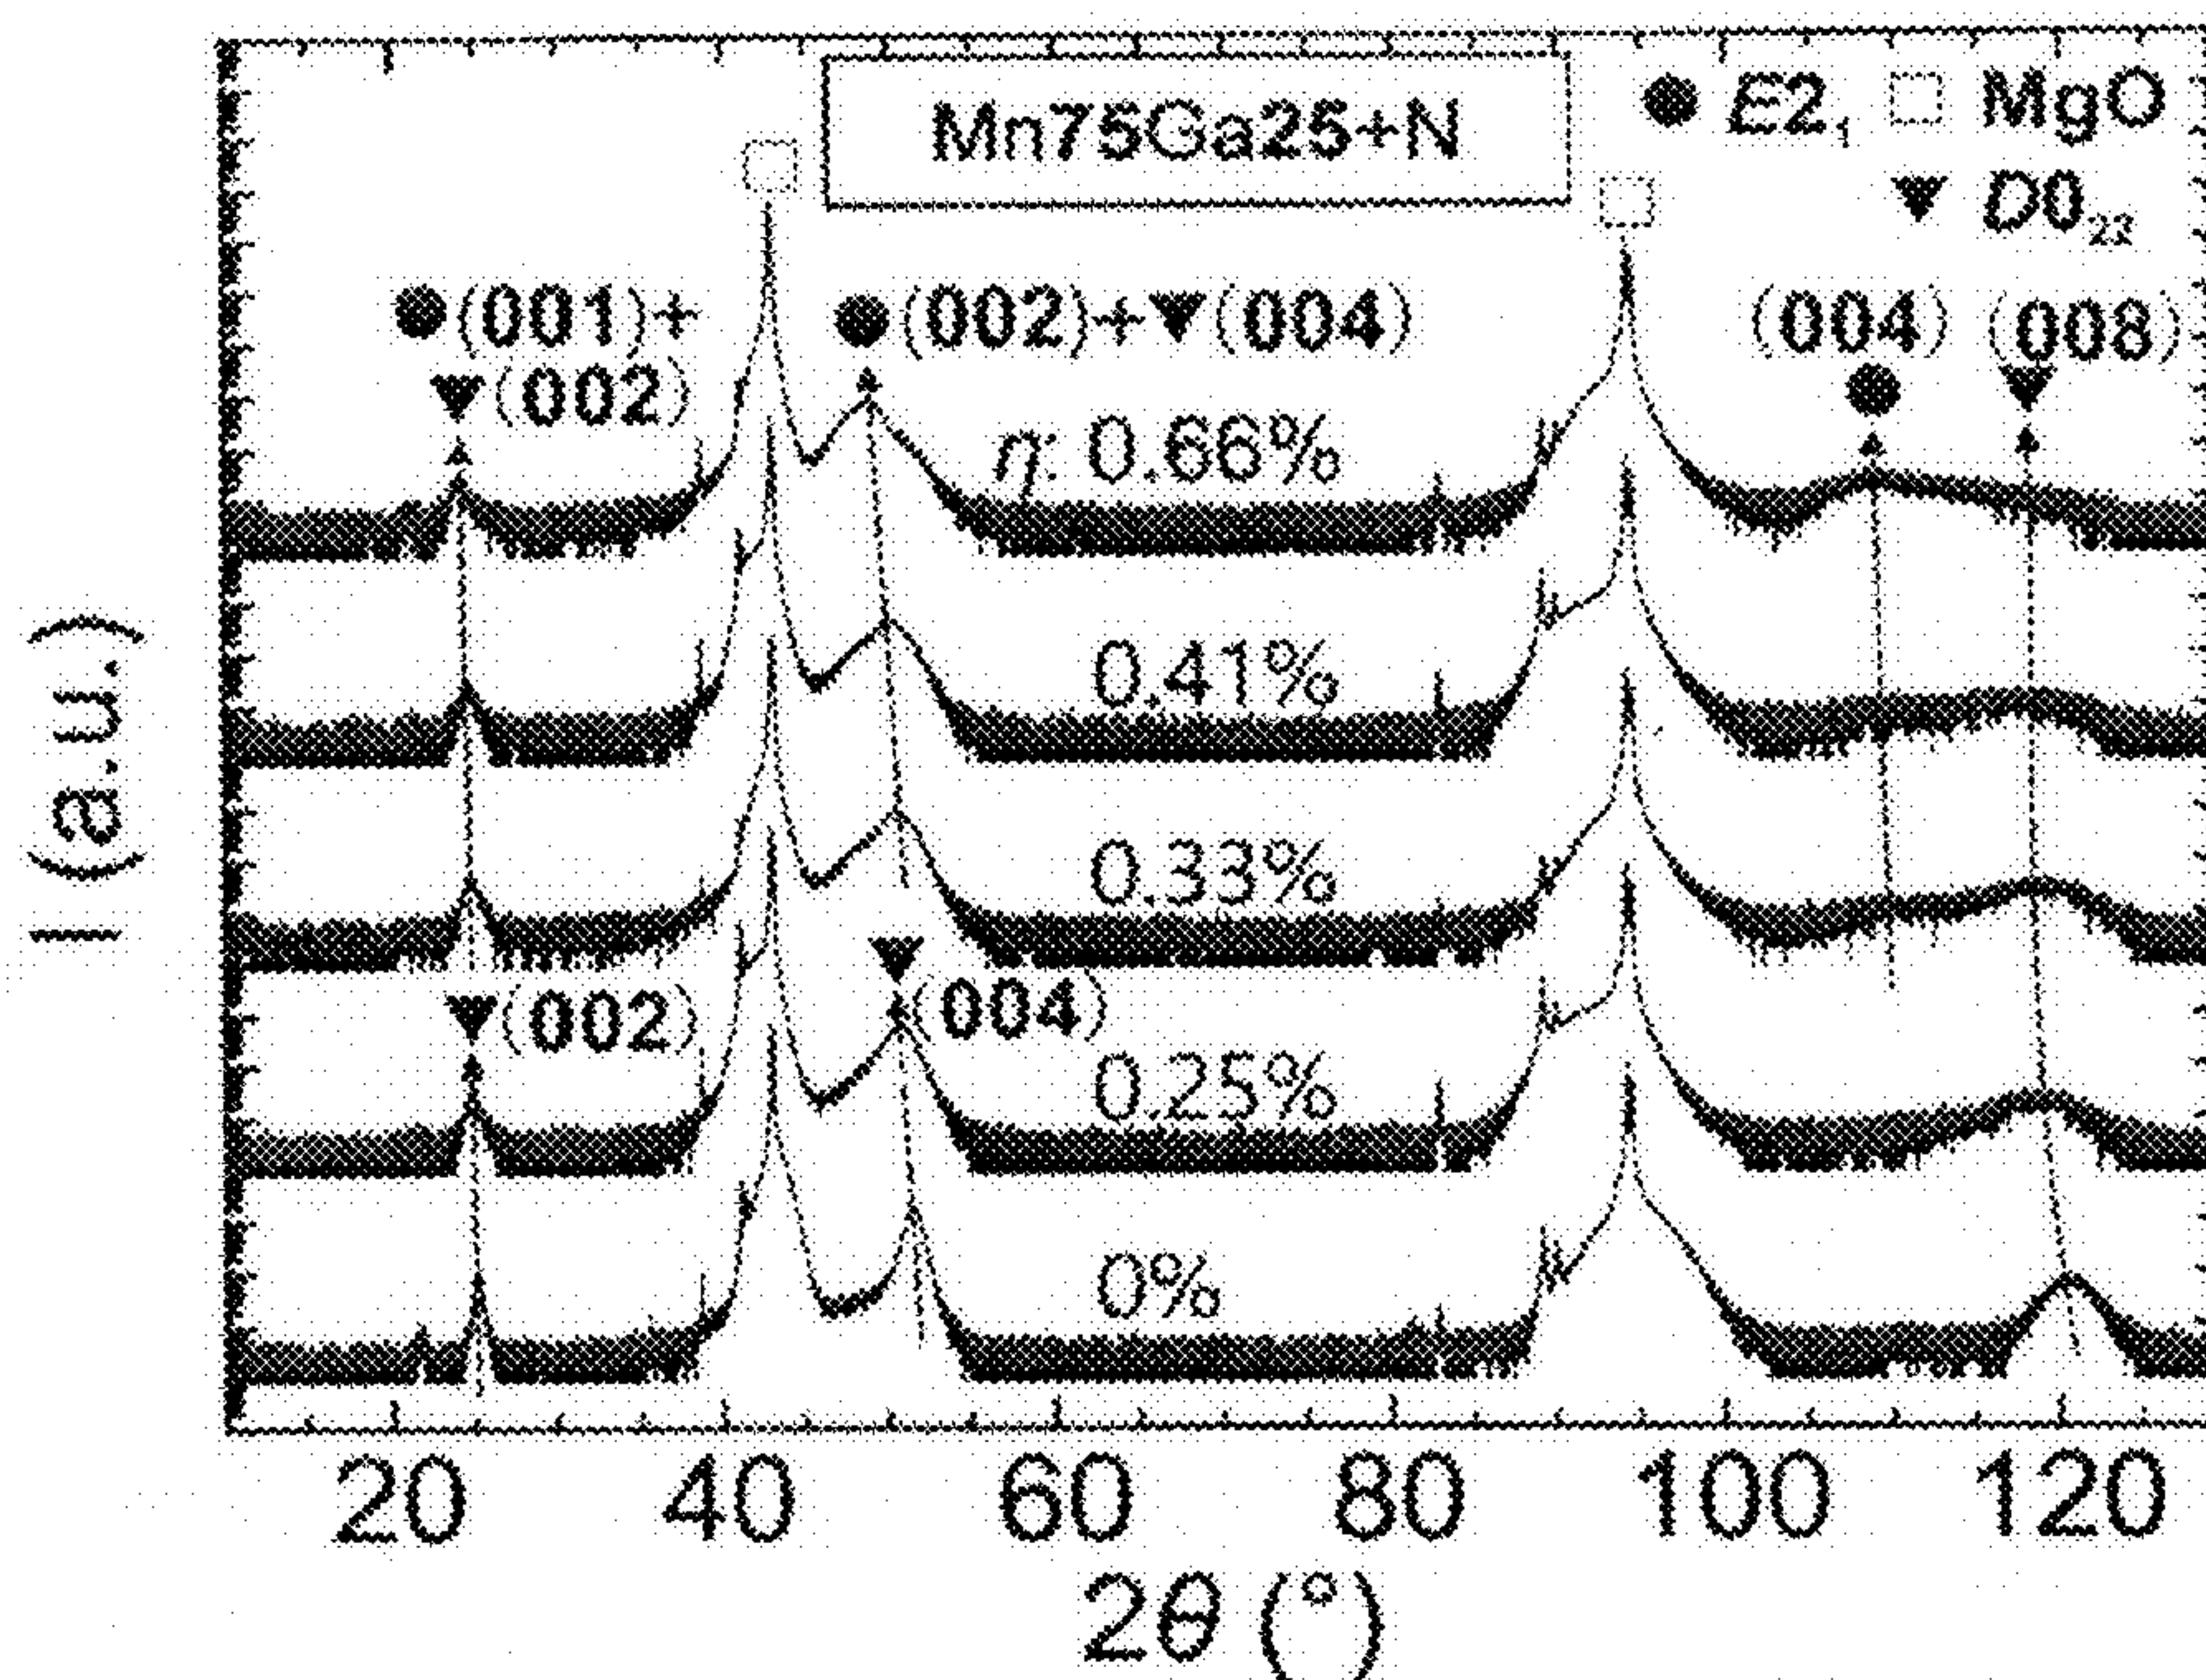 Mn75Ga25+N
● E2₁ □ MgO
▼ D0₂₂
●(001)+
▼(002)
●(002)+▼(004)
(004) (008)
η: 0.66%
0.41%
0.33%
▼(002)
▼(004)
0.25%
0%
I (a.u.)
20 40 60 80 100 120
2θ (°)